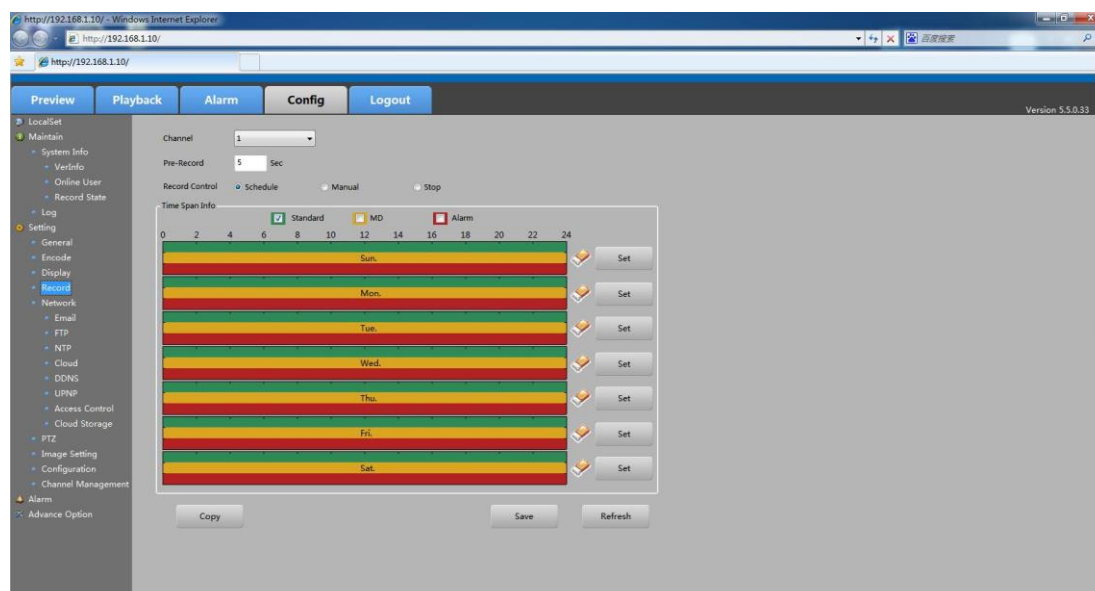 http://192.168.1.10/ - Windows Internet Explorer
http://192.168.1.10/
百度搜索
http://192.168.1.10/
Preview Playback Alarm Config Logout
Version 5.5.0.33
LocalSet
Maintain
System Info
VerInfo
Online User
Record State
Log
Setting
General
Encode
Display
Record
Network
Email
FTP
NTP
Cloud
DDNS
UPNP
Access Control
Cloud Storage
PTZ
Image Setting
Configuration
Channel Management
Alarm
Advance Option
Channel 1
Pre-Record 5 Sec
Record Control Schedule Manual Stop
Time Span Info
Standard MD Alarm
0 2 4 6 8 10 12 14 16 18 20 22 24
Sun. Set
Mon. Set
Tue. Set
Wed. Set
Thu. Set
Fri. Set
Sat. Set
Copy Save Refresh